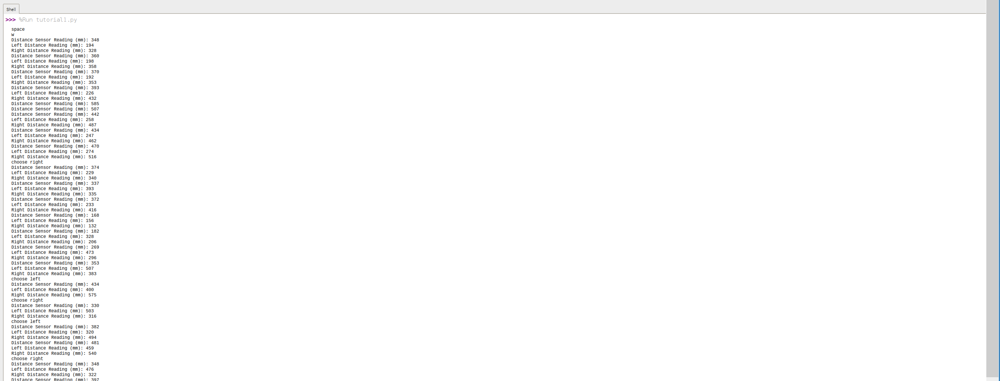 Shell
>>> %Run tutorial1.py
space
w
Distance Sensor Reading (mm): 348
Left Distance Reading (mm): 194
Right Distance Reading (mm): 328
Distance Sensor Reading (mm): 360
Left Distance Reading (mm): 198
Right Distance Reading (mm): 358
Distance Sensor Reading (mm): 370
Left Distance Reading (mm): 192
Right Distance Reading (mm): 353
Distance Sensor Reading (mm): 393
Left Distance Reading (mm): 226
Right Distance Reading (mm): 432
Distance Sensor Reading (mm): 585
Distance Sensor Reading (mm): 507
Distance Sensor Reading (mm): 442
Left Distance Reading (mm): 258
Right Distance Reading (mm): 487
Distance Sensor Reading (mm): 434
Left Distance Reading (mm): 247
Right Distance Reading (mm): 462
Distance Sensor Reading (mm): 470
Left Distance Reading (mm): 274
Right Distance Reading (mm): 516
choose right
Distance Sensor Reading (mm): 374
Left Distance Reading (mm): 229
Right Distance Reading (mm): 340
Distance Sensor Reading (mm): 337
Left Distance Reading (mm): 393
Right Distance Reading (mm): 335
Distance Sensor Reading (mm): 372
Left Distance Reading (mm): 233
Right Distance Reading (mm): 416
Distance Sensor Reading (mm): 168
Left Distance Reading (mm): 156
Right Distance Reading (mm): 132
Distance Sensor Reading (mm): 182
Left Distance Reading (mm): 328
Right Distance Reading (mm): 206
Distance Sensor Reading (mm): 269
Left Distance Reading (mm): 473
Right Distance Reading (mm): 296
Distance Sensor Reading (mm): 353
Left Distance Reading (mm): 507
Right Distance Reading (mm): 383
choose left
Distance Sensor Reading (mm): 434
Left Distance Reading (mm): 400
Right Distance Reading (mm): 575
choose right
Distance Sensor Reading (mm): 330
Left Distance Reading (mm): 503
Right Distance Reading (mm): 316
choose left
Distance Sensor Reading (mm): 382
Left Distance Reading (mm): 320
Right Distance Reading (mm): 494
Distance Sensor Reading (mm): 481
Left Distance Reading (mm): 459
Right Distance Reading (mm): 540
choose right
Distance Sensor Reading (mm): 348
Left Distance Reading (mm): 476
Right Distance Reading (mm): 322
Distance Sensor Reading (mm): 397